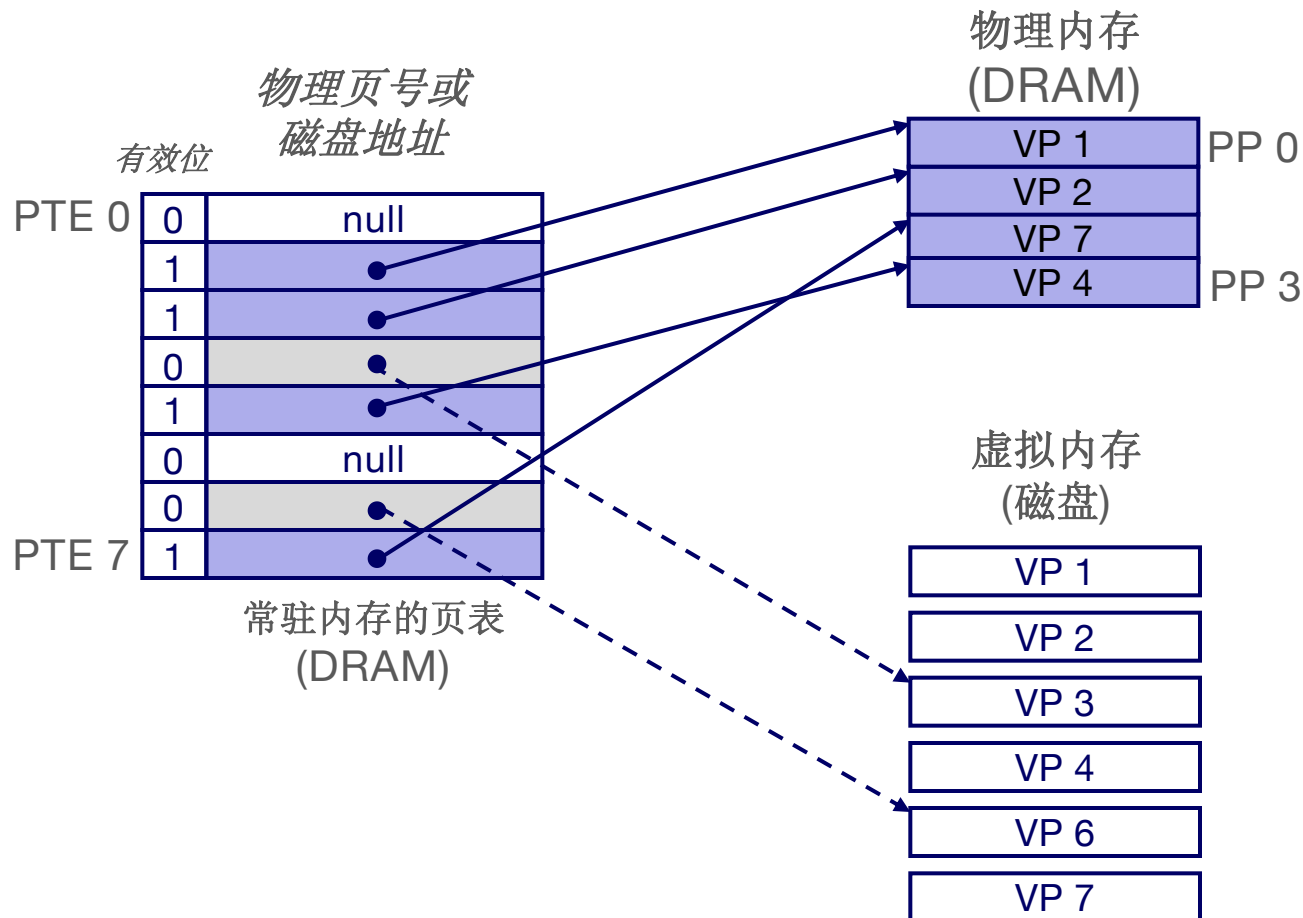 物理内存
(DRAM)
物理页号或
磁盘地址
有效位
VP 1
PP 0
VP 2
VP 7
VP 4
PP 3
PTE 0
0
null
1
1
0
1
0
null
0
PTE 7
1
常驻内存的页表
(DRAM)
虚拟内存
(磁盘)
VP 1
VP 2
VP 3
VP 4
VP 6
VP 7